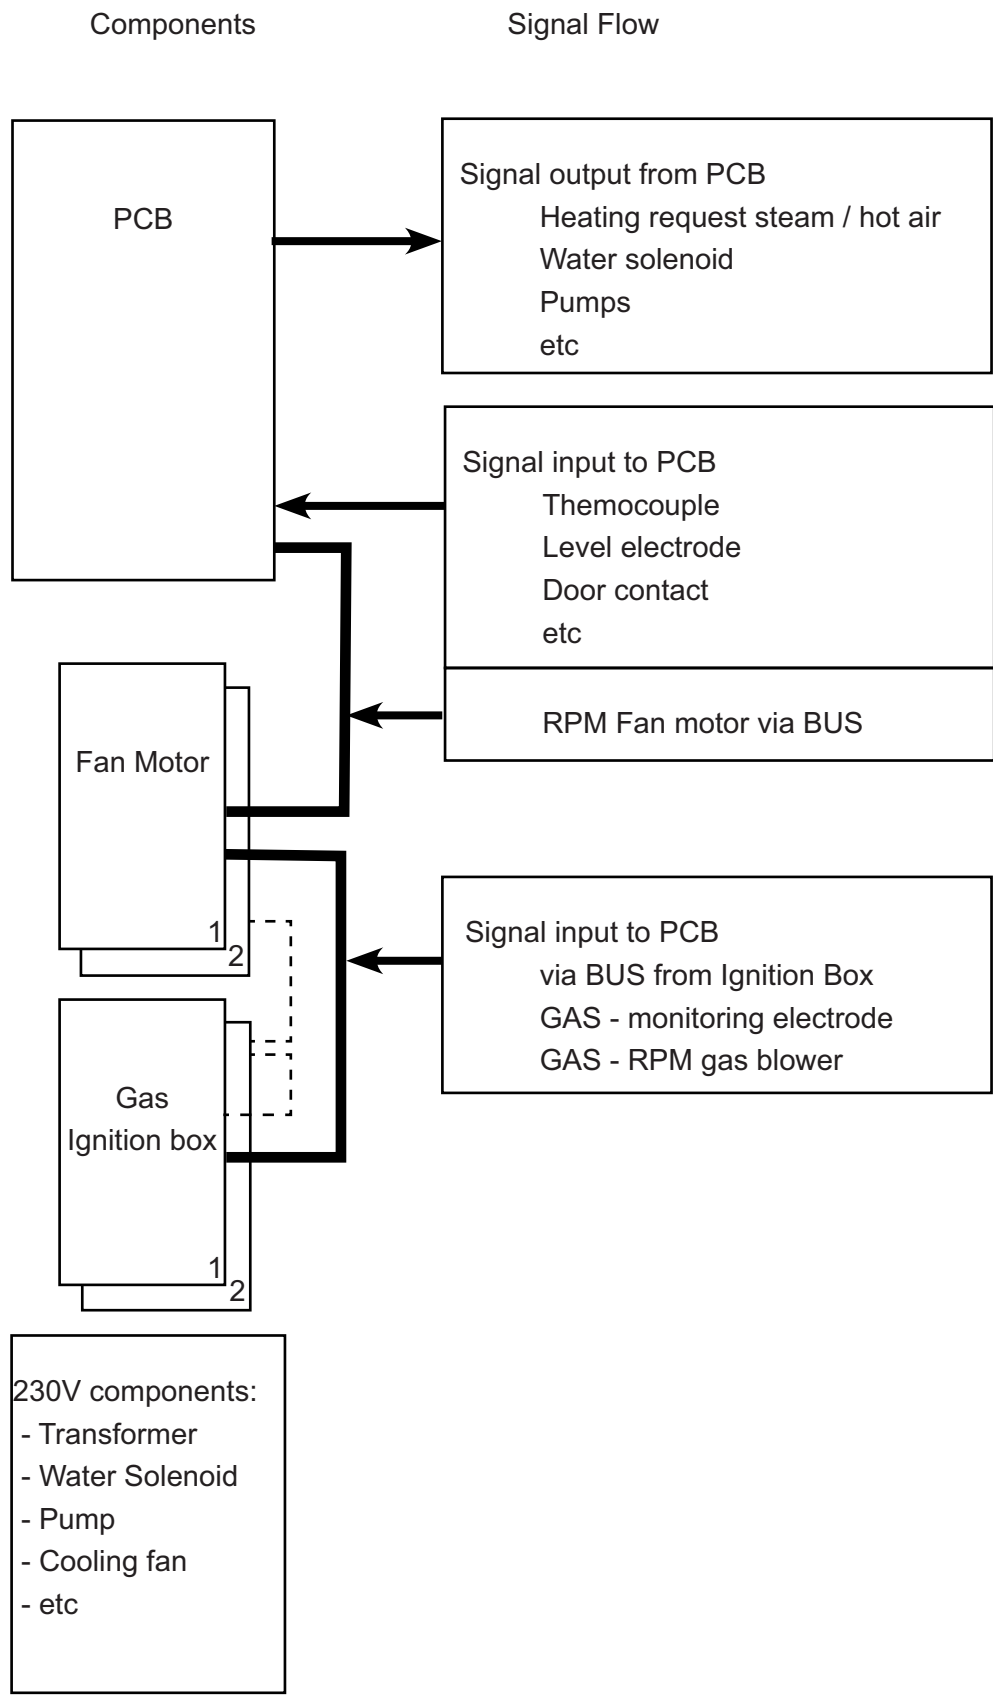 Components
Signal Flow
PCB
Signal output from PCB
Heating request steam / hot air
Water solenoid
Pumps
etc
Signal input to PCB
Themocouple
Level electrode
Door contact
etc
RPM Fan motor via BUS
Fan Motor
1
2
Signal input to PCB
via BUS from Ignition Box
GAS - monitoring electrode
GAS - RPM gas blower
Gas
Ignition box
1
2
230V components:
- Transformer
- Water Solenoid
- Pump
- Cooling fan
- etc